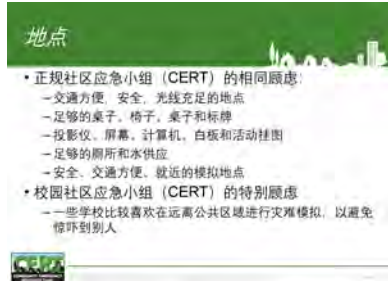 地点
• 正规社区应急小组（CERT）的相同顾虑：
–交通方便、安全、光线充足的地点
–足够的桌子、椅子、桌子和标牌
–投影仪、屏幕、计算机、白板和活动挂图
–足够的厕所和水供应
–安全、交通方便、就近的模拟地点
• 校园社区应急小组（CERT）的特别顾虑
–一些学校比较喜欢在远离公共区域进行灾难模拟，以避免
惊吓到别人